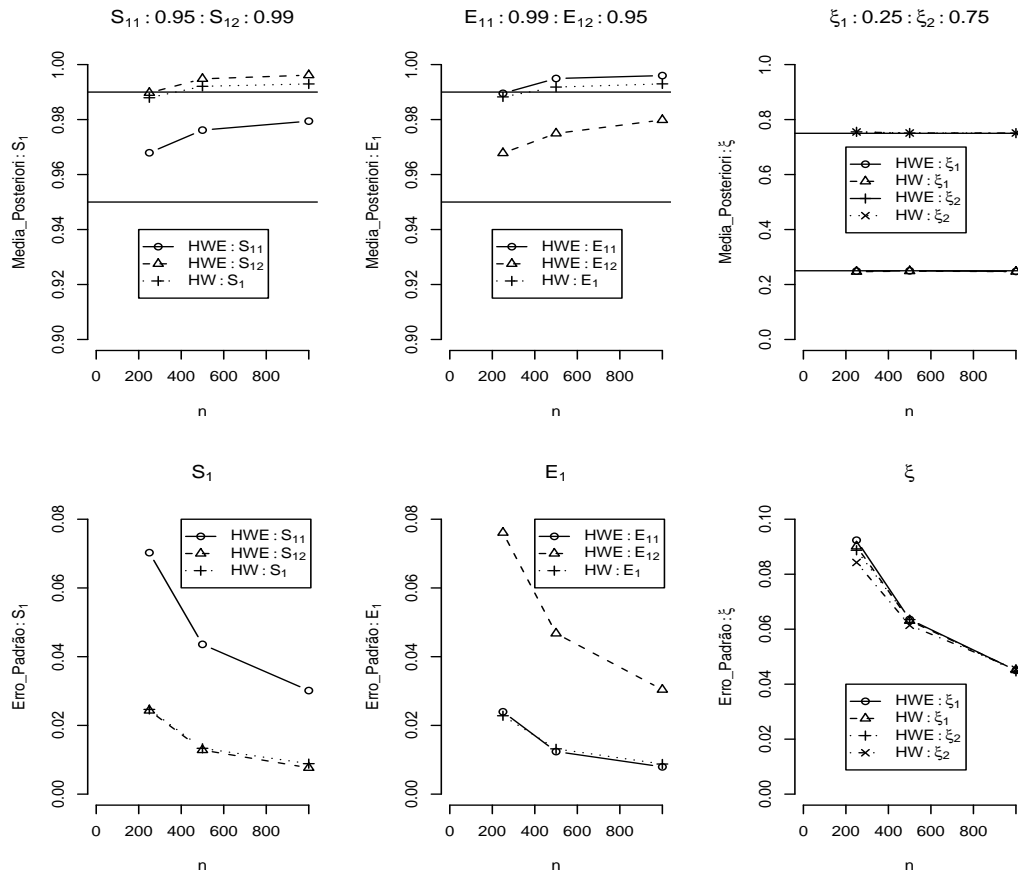 S₁₁ : 0.95 : S₁₂ : 0.99
Media_Posteriori : S₁
0.90 0.92 0.94 0.96 0.98 1.00
HWE : S₁₁
HWE : S₁₂
HW : S₁
0 200 400 600 800
n
E₁₁ : 0.99 : E₁₂ : 0.95
Media_Posteriori : E₁
0.90 0.92 0.94 0.96 0.98 1.00
HWE : E₁₁
HWE : E₁₂
HW : E₁
0 200 400 600 800
n
ξ₁ : 0.25 : ξ₂ : 0.75
Media_Posteriori : ξ
0.0 0.2 0.4 0.6 0.8 1.0
HWE : ξ₁
HW : ξ₁
HWE : ξ₂
HW : ξ₂
0 200 400 600 800
n
S₁
Erro_Padrão : S₁
0.00 0.02 0.04 0.06 0.08
HWE : S₁₁
HWE : S₁₂
HW : S₁
0 200 400 600 800
n
E₁
Erro_Padrão : E₁
0.00 0.02 0.04 0.06 0.08
HWE : E₁₁
HWE : E₁₂
HW : E₁
0 200 400 600 800
n
ξ
Erro_Padrão : ξ
0.00 0.02 0.04 0.06 0.08 0.10
HWE : ξ₁
HW : ξ₁
HWE : ξ₂
HW : ξ₂
0 200 400 600 800
n